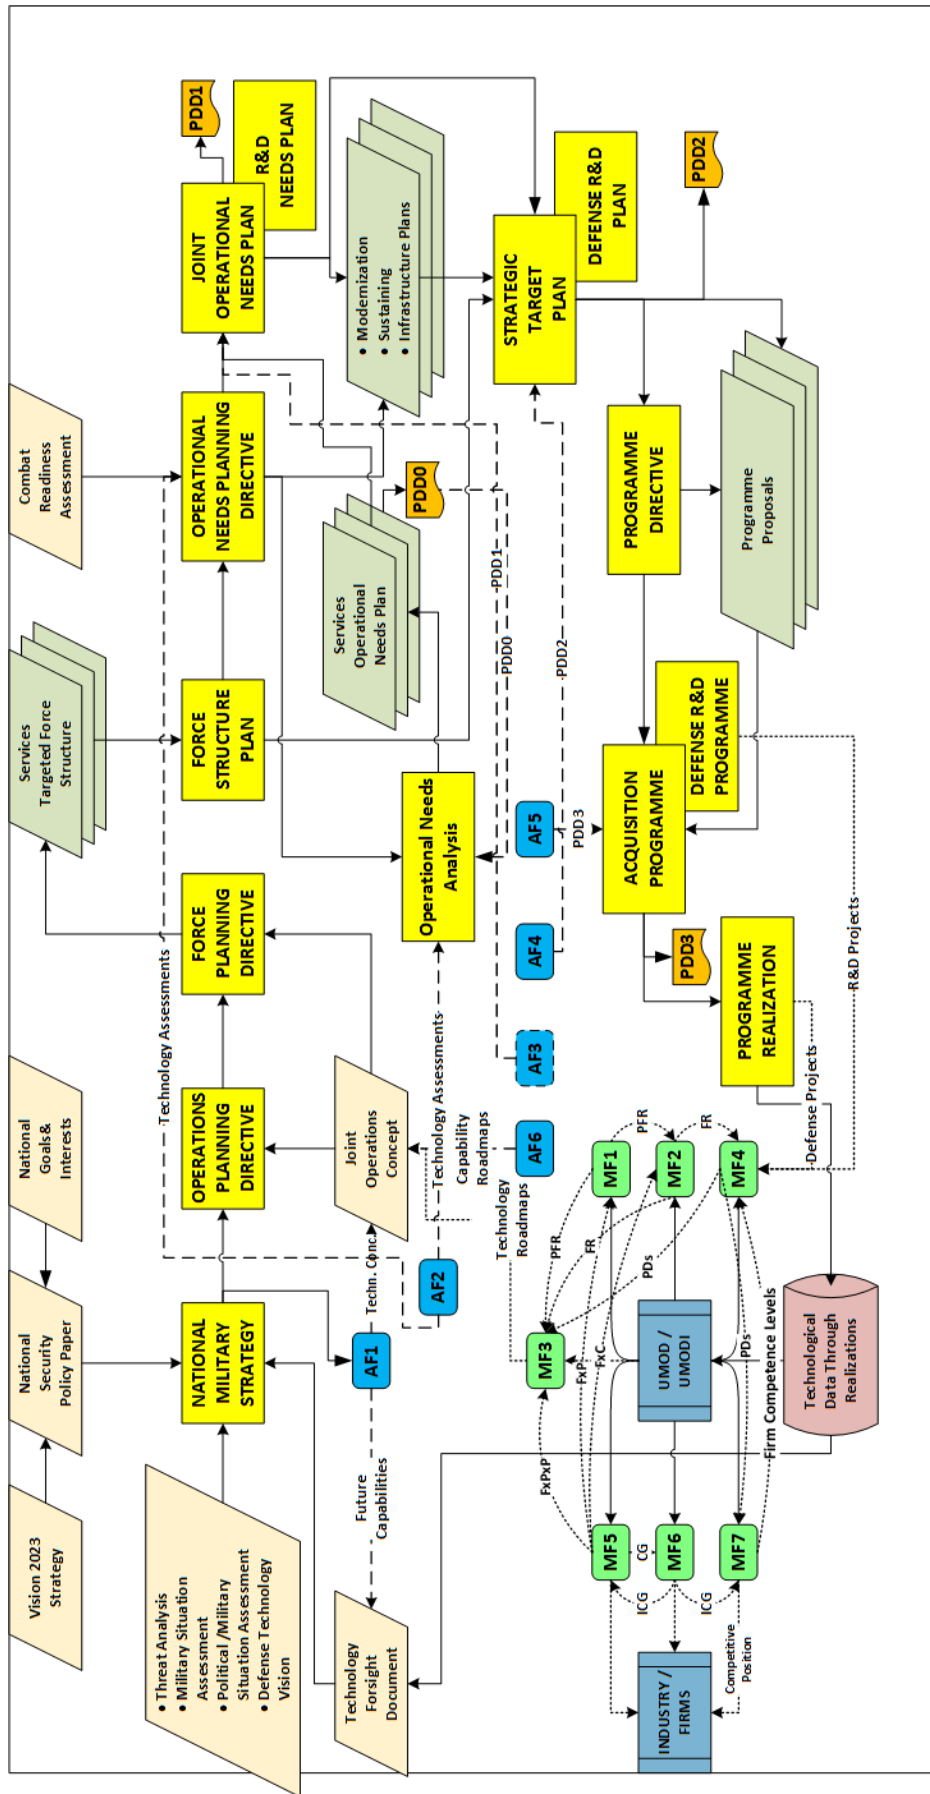 Vision 2023
Strategy
National
Security
Policy Paper
National
Goals&
Interests
Services
Targeted Force
Structure
Combat
Readiness
Assessment
• Threat Analysis
• Military Situation
Assessment
• Political /Military
Situation Assessment
• Defense Technology
Vision
NATIONAL
MILITARY
STRATEGY
OPERATIONS
PLANNING
DIRECTIVE
FORCE
PLANNING
DIRECTIVE
FORCE
STRUCTURE
PLAN
OPERATIONAL
NEEDS PLANNING
DIRECTIVE
JOINT
OPERATIONAL
NEEDS PLAN
PDD1
R&D
NEEDS PLAN
Technology Assessments
Technology
Forsight
Document
Future
Capabilities
AF1
Techn. Conc.
Joint
Operations
Concept
AF2
Technology Assessments
Operational Needs
Analysis
Services
Operational
Needs Plan
PDD0
• Modernization
• Sustaining
• Infrastructure Plans
Capability
Roadmaps
Technology
Roadmaps
AF6
AF3
AF4
AF5
PDD0
PDD1
PDD2
PDD3
STRATEGIC
TARGET
PLAN
DEFENSE R&D
PLAN
PDD2
PROGRAMME
DIRECTIVE
Programme
Proposals
ACQUISITION
PROGRAMME
DEFENSE R&D
PROGRAMME
PDD3
PROGRAMME
REALIZATION
R&D Projects
Defense Projects
MF3
FxPxP
FxP
FxC
PFR
FR
PDs
MF1
PFR
MF2
FR
MF4
MF5
CG
MF6
MF7
ICG
ICG
UMOD /
UMODI
PDs
Firm Competence Levels
INDUSTRY /
FIRMS
Competitive
Position
Technological
Data Through
Realizations